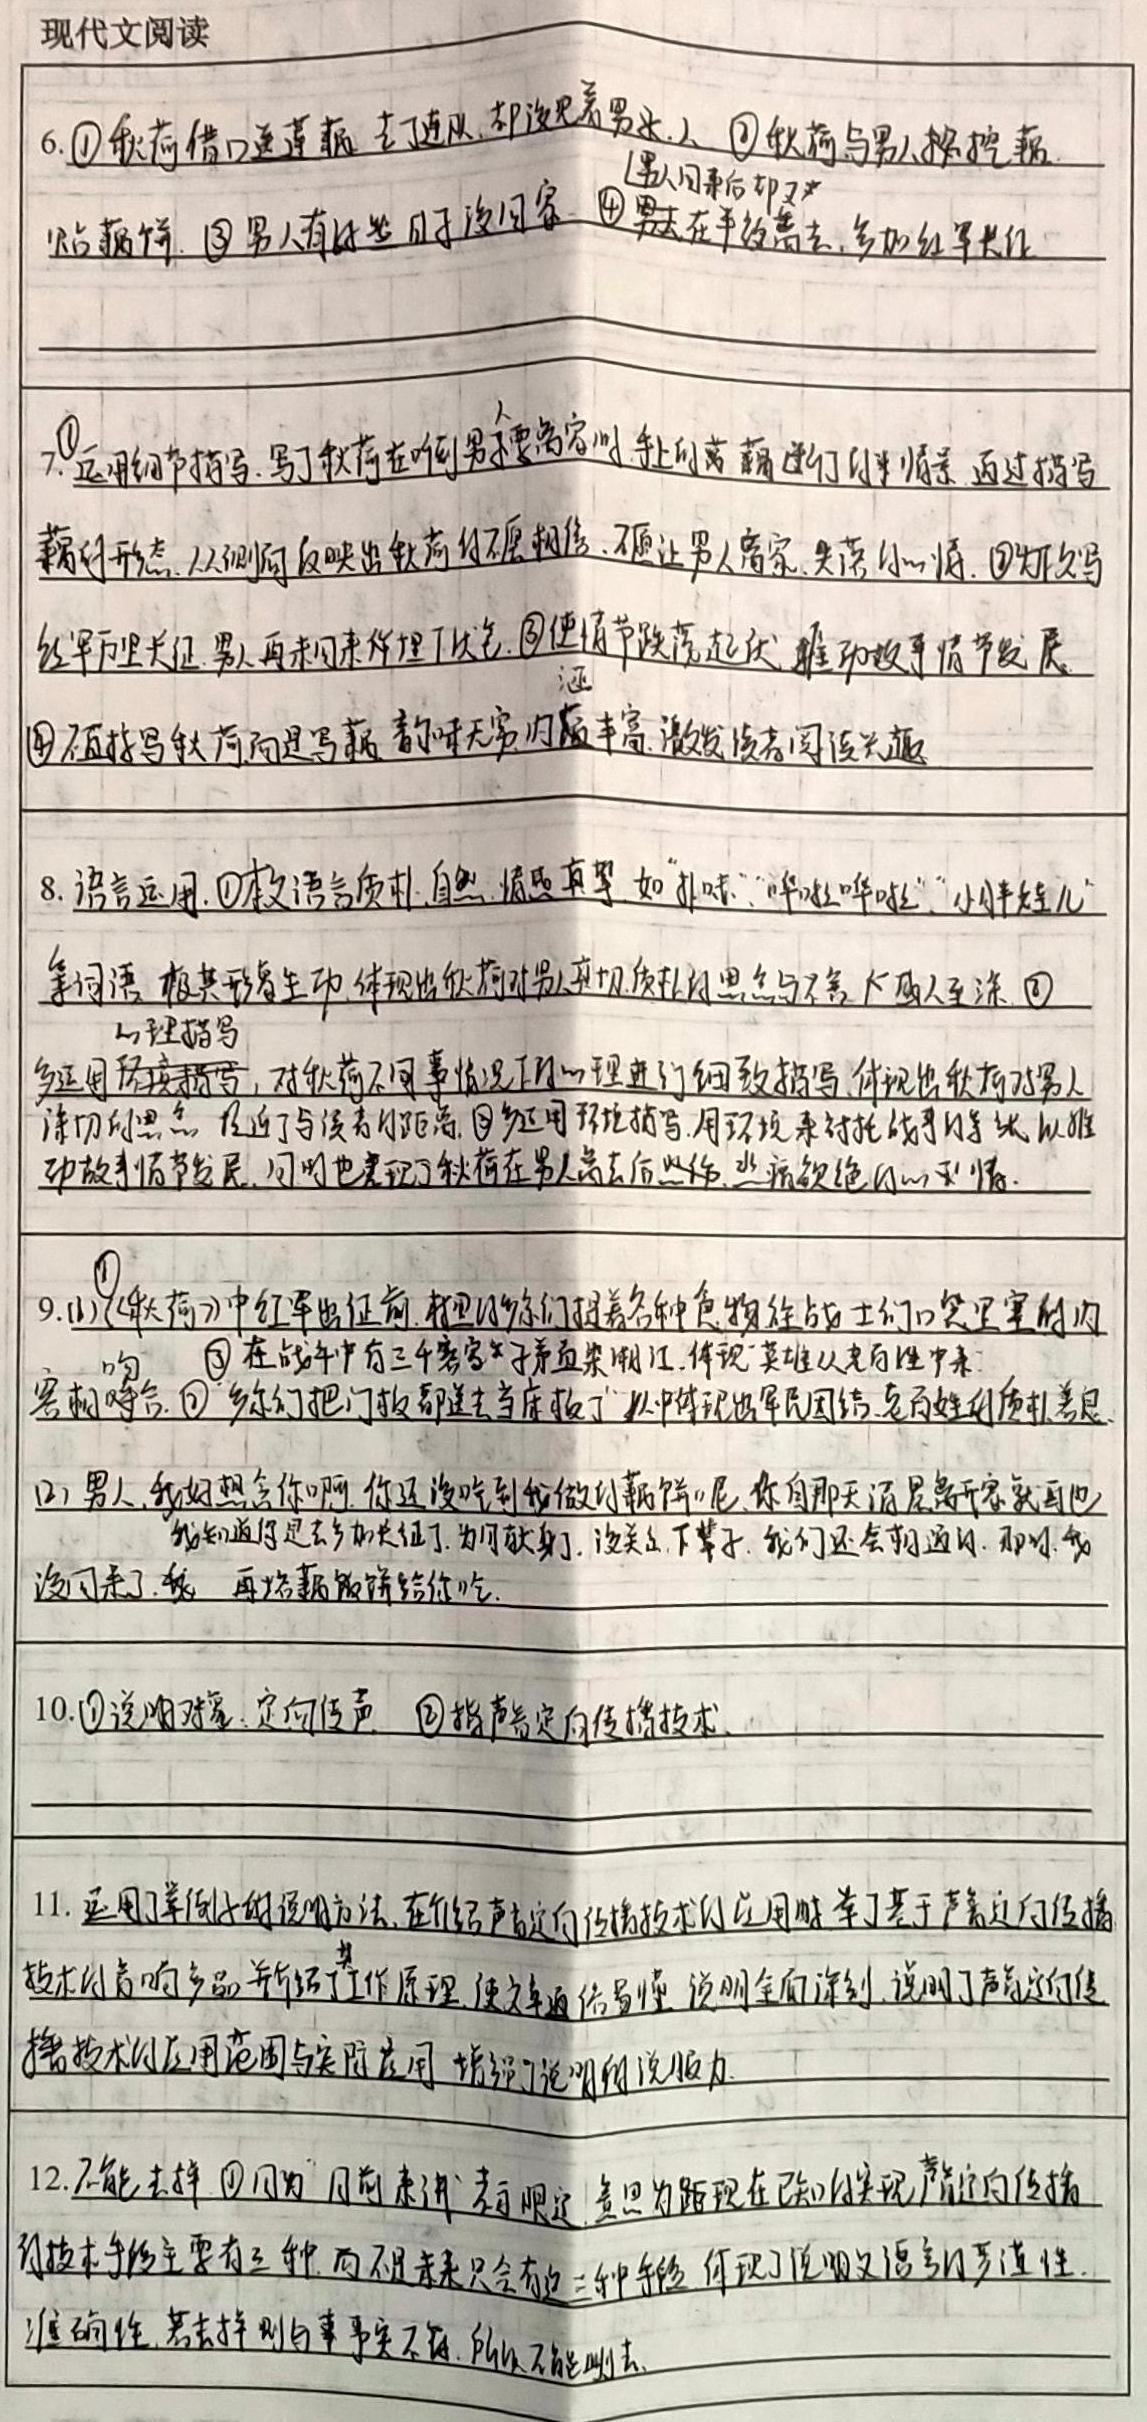 现代文阅读
6.①秋荷借口送莲藕去了连队,却没见着男人 ②秋荷与男人挖藕
烙藕饼. ③男人有好些日子没回家 ④男人回来后却又在半夜离去,参加红军长征
7.①运用细节描写.写了秋荷在听到男人要离家时手上的莲藕进行的情景,通过描写
藕的形态,从侧面反映出秋荷的不愿相信、不愿让男人离家、失落的心情. ②为下文写
红军万里长征,男人再未回来作埋下伏笔.③使情节跌荡起伏 推动故事情节发展
④不直接写秋荷而是写藕,韵味无穷,内涵丰富,激发读者阅读兴趣
8. 语言运用.①本文语言质朴,自然,情感真挚,如“扑哧”,“哗啦哗啦”,“小胖娃儿”
等词语,极其形象生动,体现出秋荷对男人真切,质朴的思念与不舍,感人至深.②
多运用心理描写,对秋荷不同事情况下的心理进行细致描写,体现出秋荷对男人
深切的思念 拉近了与读者的距离.③多运用环境描写,用环境来衬托战事的 以推
动故事情节发展,同时也表现了秋荷在男人离去后悲伤,悲痛欲绝的心情.
9.(1)①《秋荷》中红军出征前,村里的乡亲们提着各种食物往战士们口袋里塞的内
容相吻合.②“乡亲们把门板都送去当床板了”从中体现出军民团结,老百姓的质朴善良.
③在战争中有三千客家子弟血染湘江,体现“英雄从老百姓中来”
(2) 男人,我好想念你啊.你还没吃到我做的藕饼呢,你自那天清晨离开家就再也
没回来了.我知道你是去参加长征了,为国献身了,没关系,下辈子,我们还会相遇的,那时,我
再烙藕饭饼给你吃.
10.①说明对象:定向传声 ②指声音定向传播技术.
11. 运用了举例子的说明方法,在介绍声音定向传播技术的应用时举了基于声音定向传播
技术的音响产品并介绍了其工作原理,使文章通俗易懂 说明全面深刻,说明了声音定向传
播技术的应用范围与实际应用 增强了说明的说服力.
12.不能去掉 ①因为“目前来讲”表示限定,意思为距现在已知的实现声音定向传播
的技术手段主要有三种,而不是未来只会有这三种手段,体现了说明文语言的严谨性.
准确性,若去掉则与事事实不符,所以不能删去.